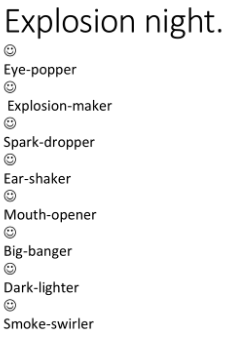 Explosion night.
☺
Eye-popper
☺
Explosion-maker
☺
Spark-dropper
☺
Ear-shaker
☺
Mouth-opener
☺
Big-banger
☺
Dark-lighter
☺
Smoke-swirler